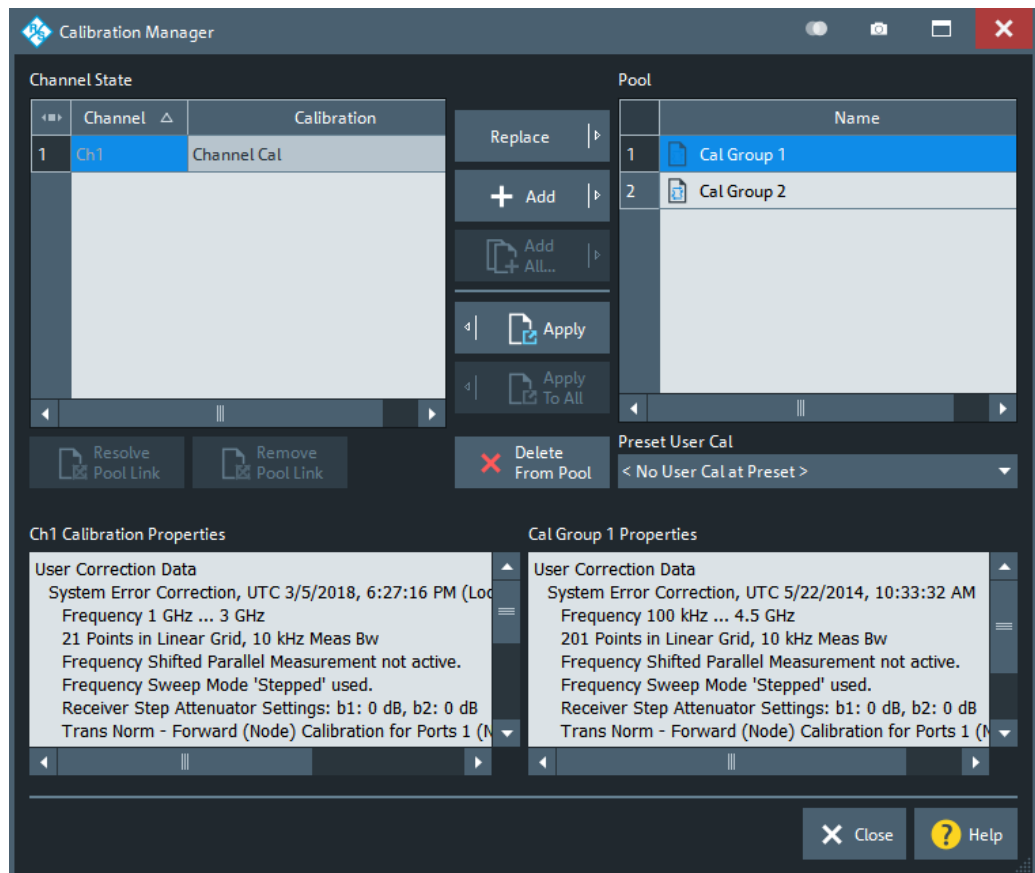 Calibration Manager
Channel State
Pool
Channel Calibration
1 Ch1 Channel Cal
Replace
Add
Add
All...
Apply
Apply
To All
Name
1 Cal Group 1
2 Cal Group 2
Resolve
Pool Link
Remove
Pool Link
Delete
From Pool
Preset User Cal
< No User Cal at Preset >
Ch1 Calibration Properties
User Correction Data
System Error Correction, UTC 3/5/2018, 6:27:16 PM (Loc
Frequency 1 GHz ... 3 GHz
21 Points in Linear Grid, 10 kHz Meas Bw
Frequency Shifted Parallel Measurement not active.
Frequency Sweep Mode 'Stepped' used.
Receiver Step Attenuator Settings: b1: 0 dB, b2: 0 dB
Trans Norm - Forward (Node) Calibration for Ports 1 (N
Cal Group 1 Properties
User Correction Data
System Error Correction, UTC 5/22/2014, 10:33:32 AM
Frequency 100 kHz ... 4.5 GHz
201 Points in Linear Grid, 10 kHz Meas Bw
Frequency Shifted Parallel Measurement not active.
Frequency Sweep Mode 'Stepped' used.
Receiver Step Attenuator Settings: b1: 0 dB, b2: 0 dB
Trans Norm - Forward (Node) Calibration for Ports 1 (N
Close
? Help